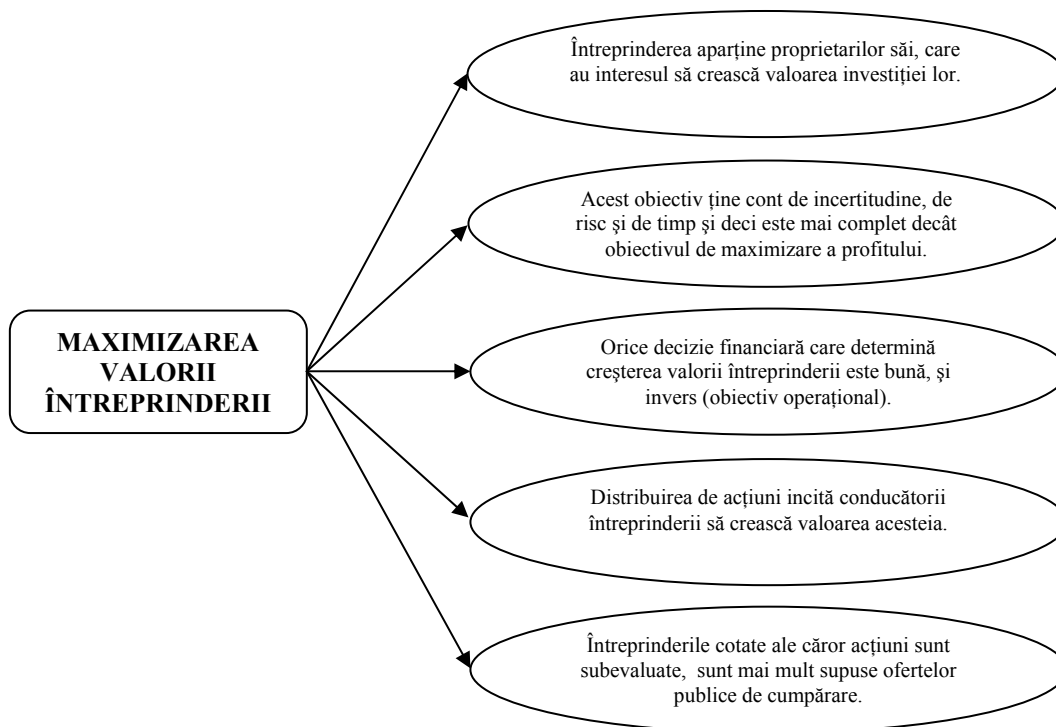 Întreprinderea aparține proprietarilor săi, care
au interesul să crească valoarea investiției lor.
Acest obiectiv ține cont de incertitudine, de
risc şi de timp şi deci este mai complet decât
obiectivul de maximizare a profitului.
MAXIMIZAREA
VALORII
ÎNTREPRINDERII
Orice decizie financiară care determină
creşterea valorii întreprinderii este bună, şi
invers (obiectiv operațional).
Distribuirea de acțiuni incită conducătorii
întreprinderii să crească valoarea acesteia.
Întreprinderile cotate ale căror acțiuni sunt
subevaluate,  sunt mai mult supuse ofertelor
publice de cumpărare.